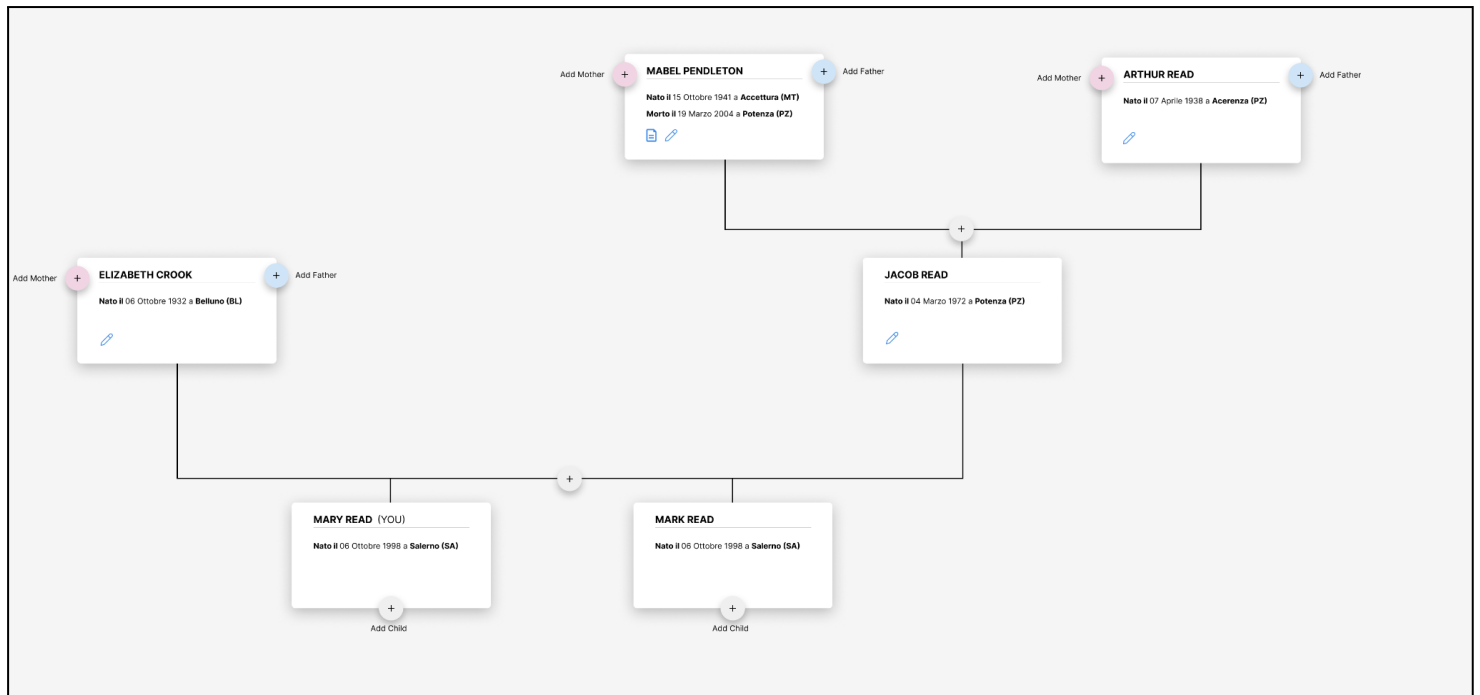 Add Mother
+
MABEL PENDLETON
+
Add Father
Nato il 15 Ottobre 1941 a Accettura (MT)
Morto il 19 Marzo 2004 a Potenza (PZ)
Add Mother
+
ARTHUR READ
+
Add Father
Nato il 07 Aprile 1938 a Acerenza (PZ)
+
Add Mother
+
ELIZABETH CROOK
+
Add Father
Nato il 06 Ottobre 1932 a Belluno (BL)
JACOB READ
Nato il 04 Marzo 1972 a Potenza (PZ)
+
MARY READ (YOU)
Nato il 06 Ottobre 1998 a Salerno (SA)
+
Add Child
MARK READ
Nato il 06 Ottobre 1998 a Salerno (SA)
+
Add Child